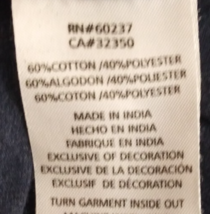 RN#60237
CA#32350
60%COTTON /40%POLYESTER
60%ALGODON /40%POLIESTER
60%COTON /40%POLYESTER
MADE IN INDIA
HECHO EN INDIA
FABRIQUE EN INDIA
EXCLUSIVE OF DECORATION
EXCLUSIVE DE LA DECORACIÓN
EXCLUSIF DE DÉCORATION
TURN GARMENT INSIDE OUT